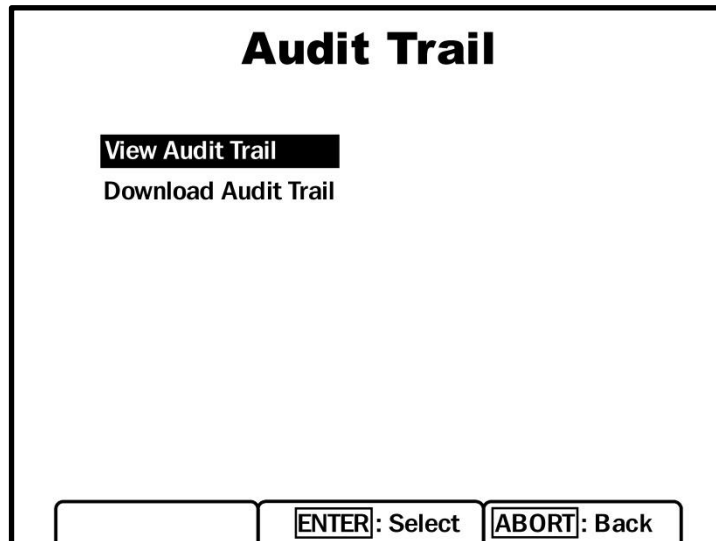 Audit Trail
View Audit Trail
Download Audit Trail
ENTER: Select ABORT: Back